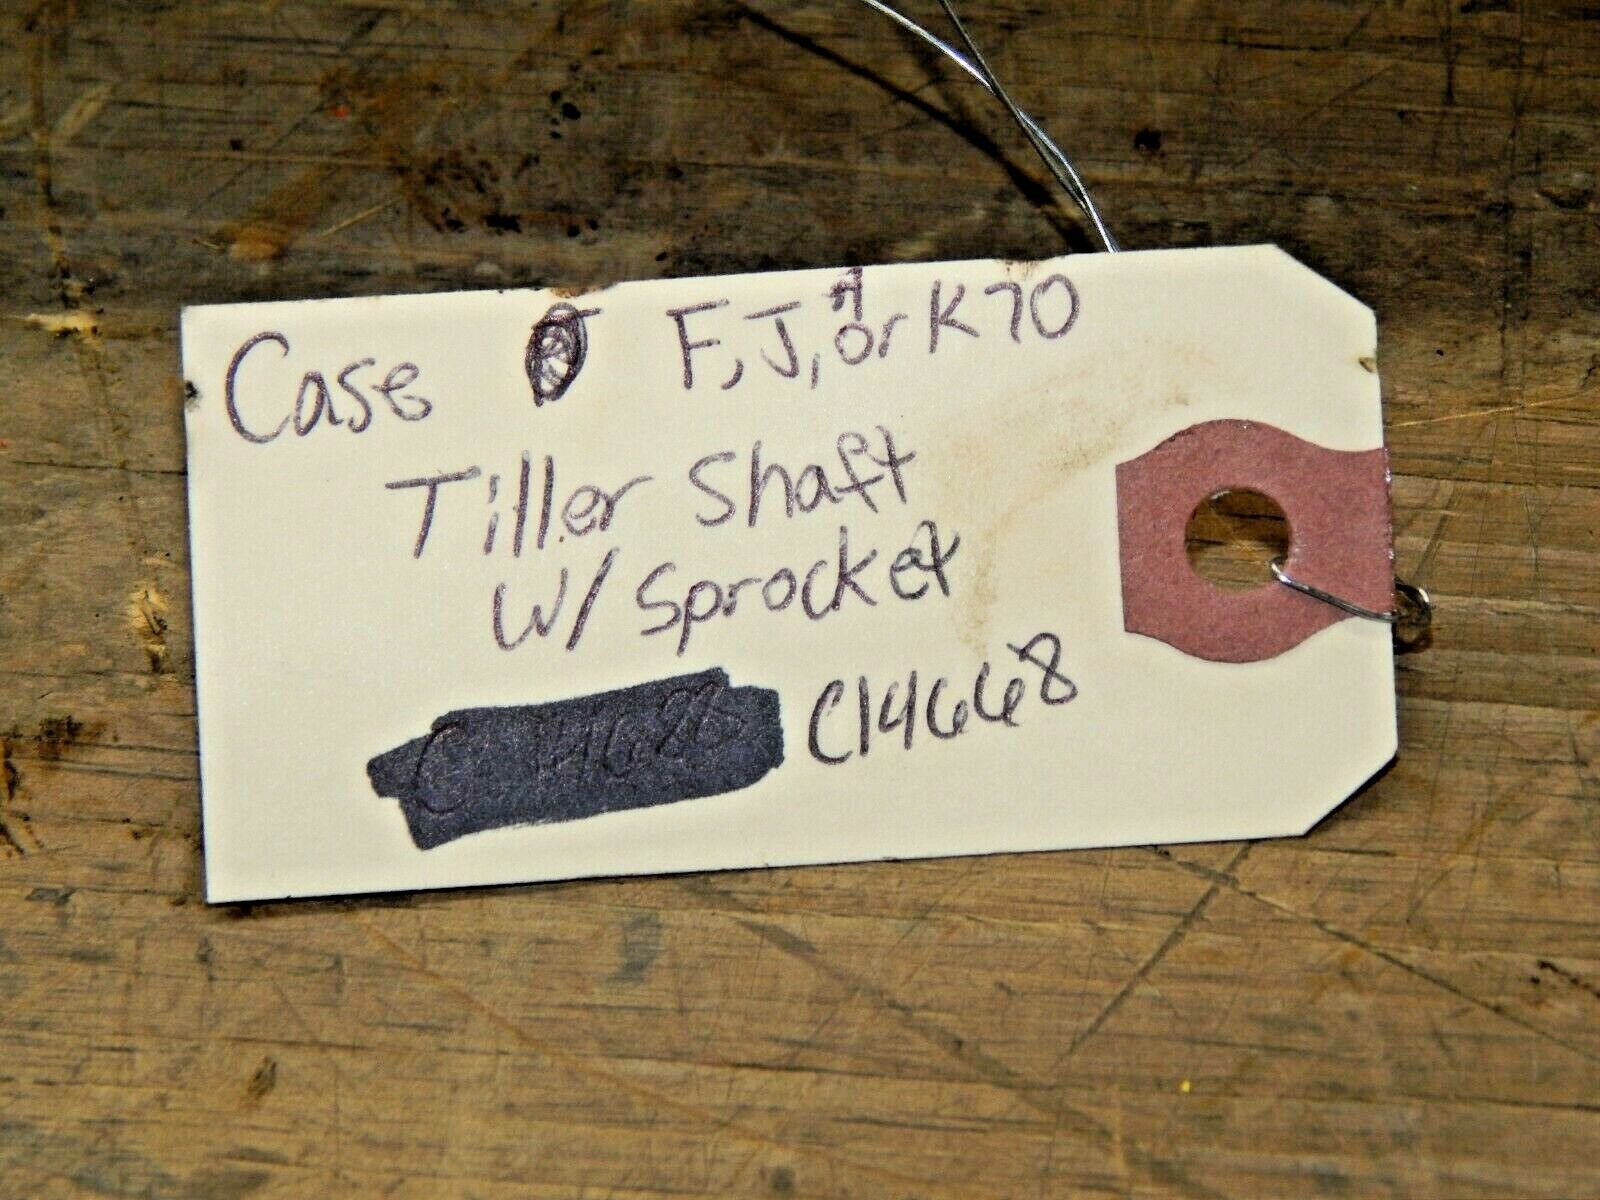 Case F, J, or K70
Tiller Shaft
W/ Sprocket
C14668